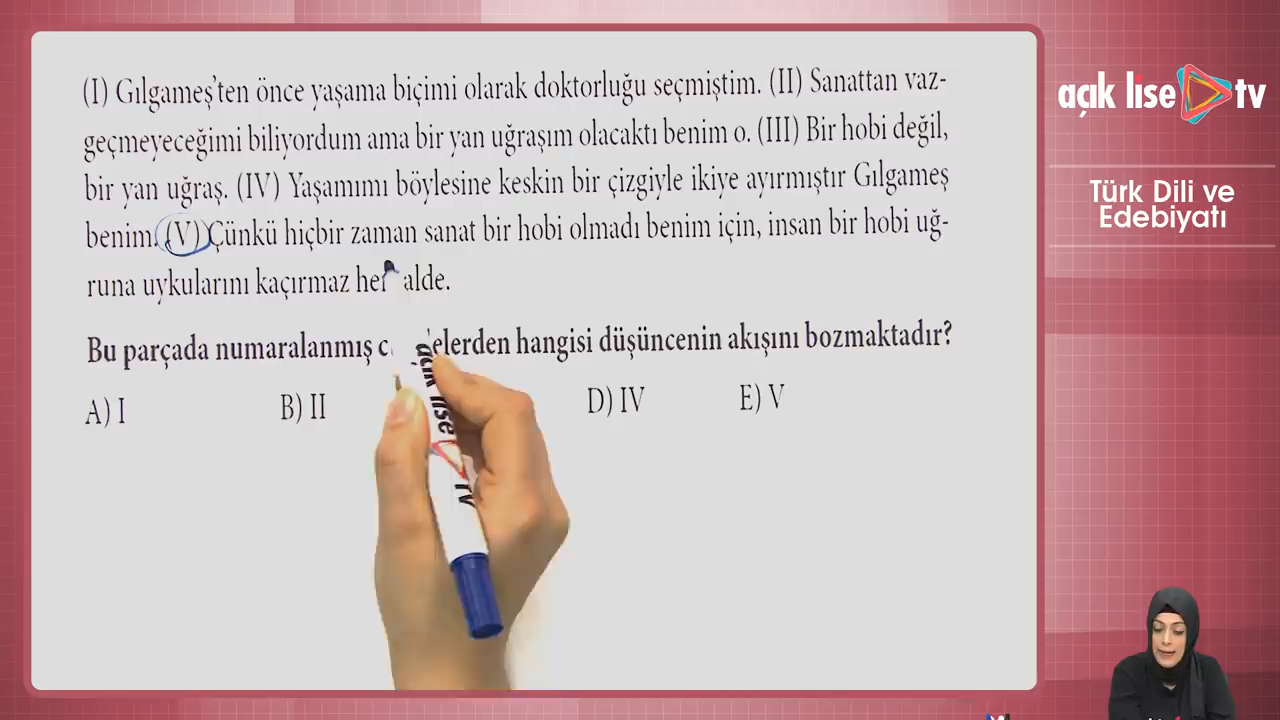 (I) Gılgameş'ten önce yaşama biçimi olarak doktorluğu seçmiştim. (II) Sanattan vaz-
geçmeyeceğimi biliyordum ama bir yan uğraşım olacaktı benim o. (III) Bir hobi değil,
bir yan uğraş. (IV) Yaşamımı böylesine keskin bir çizgiyle ikiye ayırmıştır Gılgameş
benim. (V) Çünkü hiçbir zaman sanat bir hobi olmadı benim için, insan bir hobi uğ-
runa uykularını kaçırmaz
Bu parçada numaralanmış hangisi düşüncenin akışını bozmaktadır?
A) I B) II D) IV E) V
açık lise tv
açık lise tv
Türk Dili ve
Edebiyatı